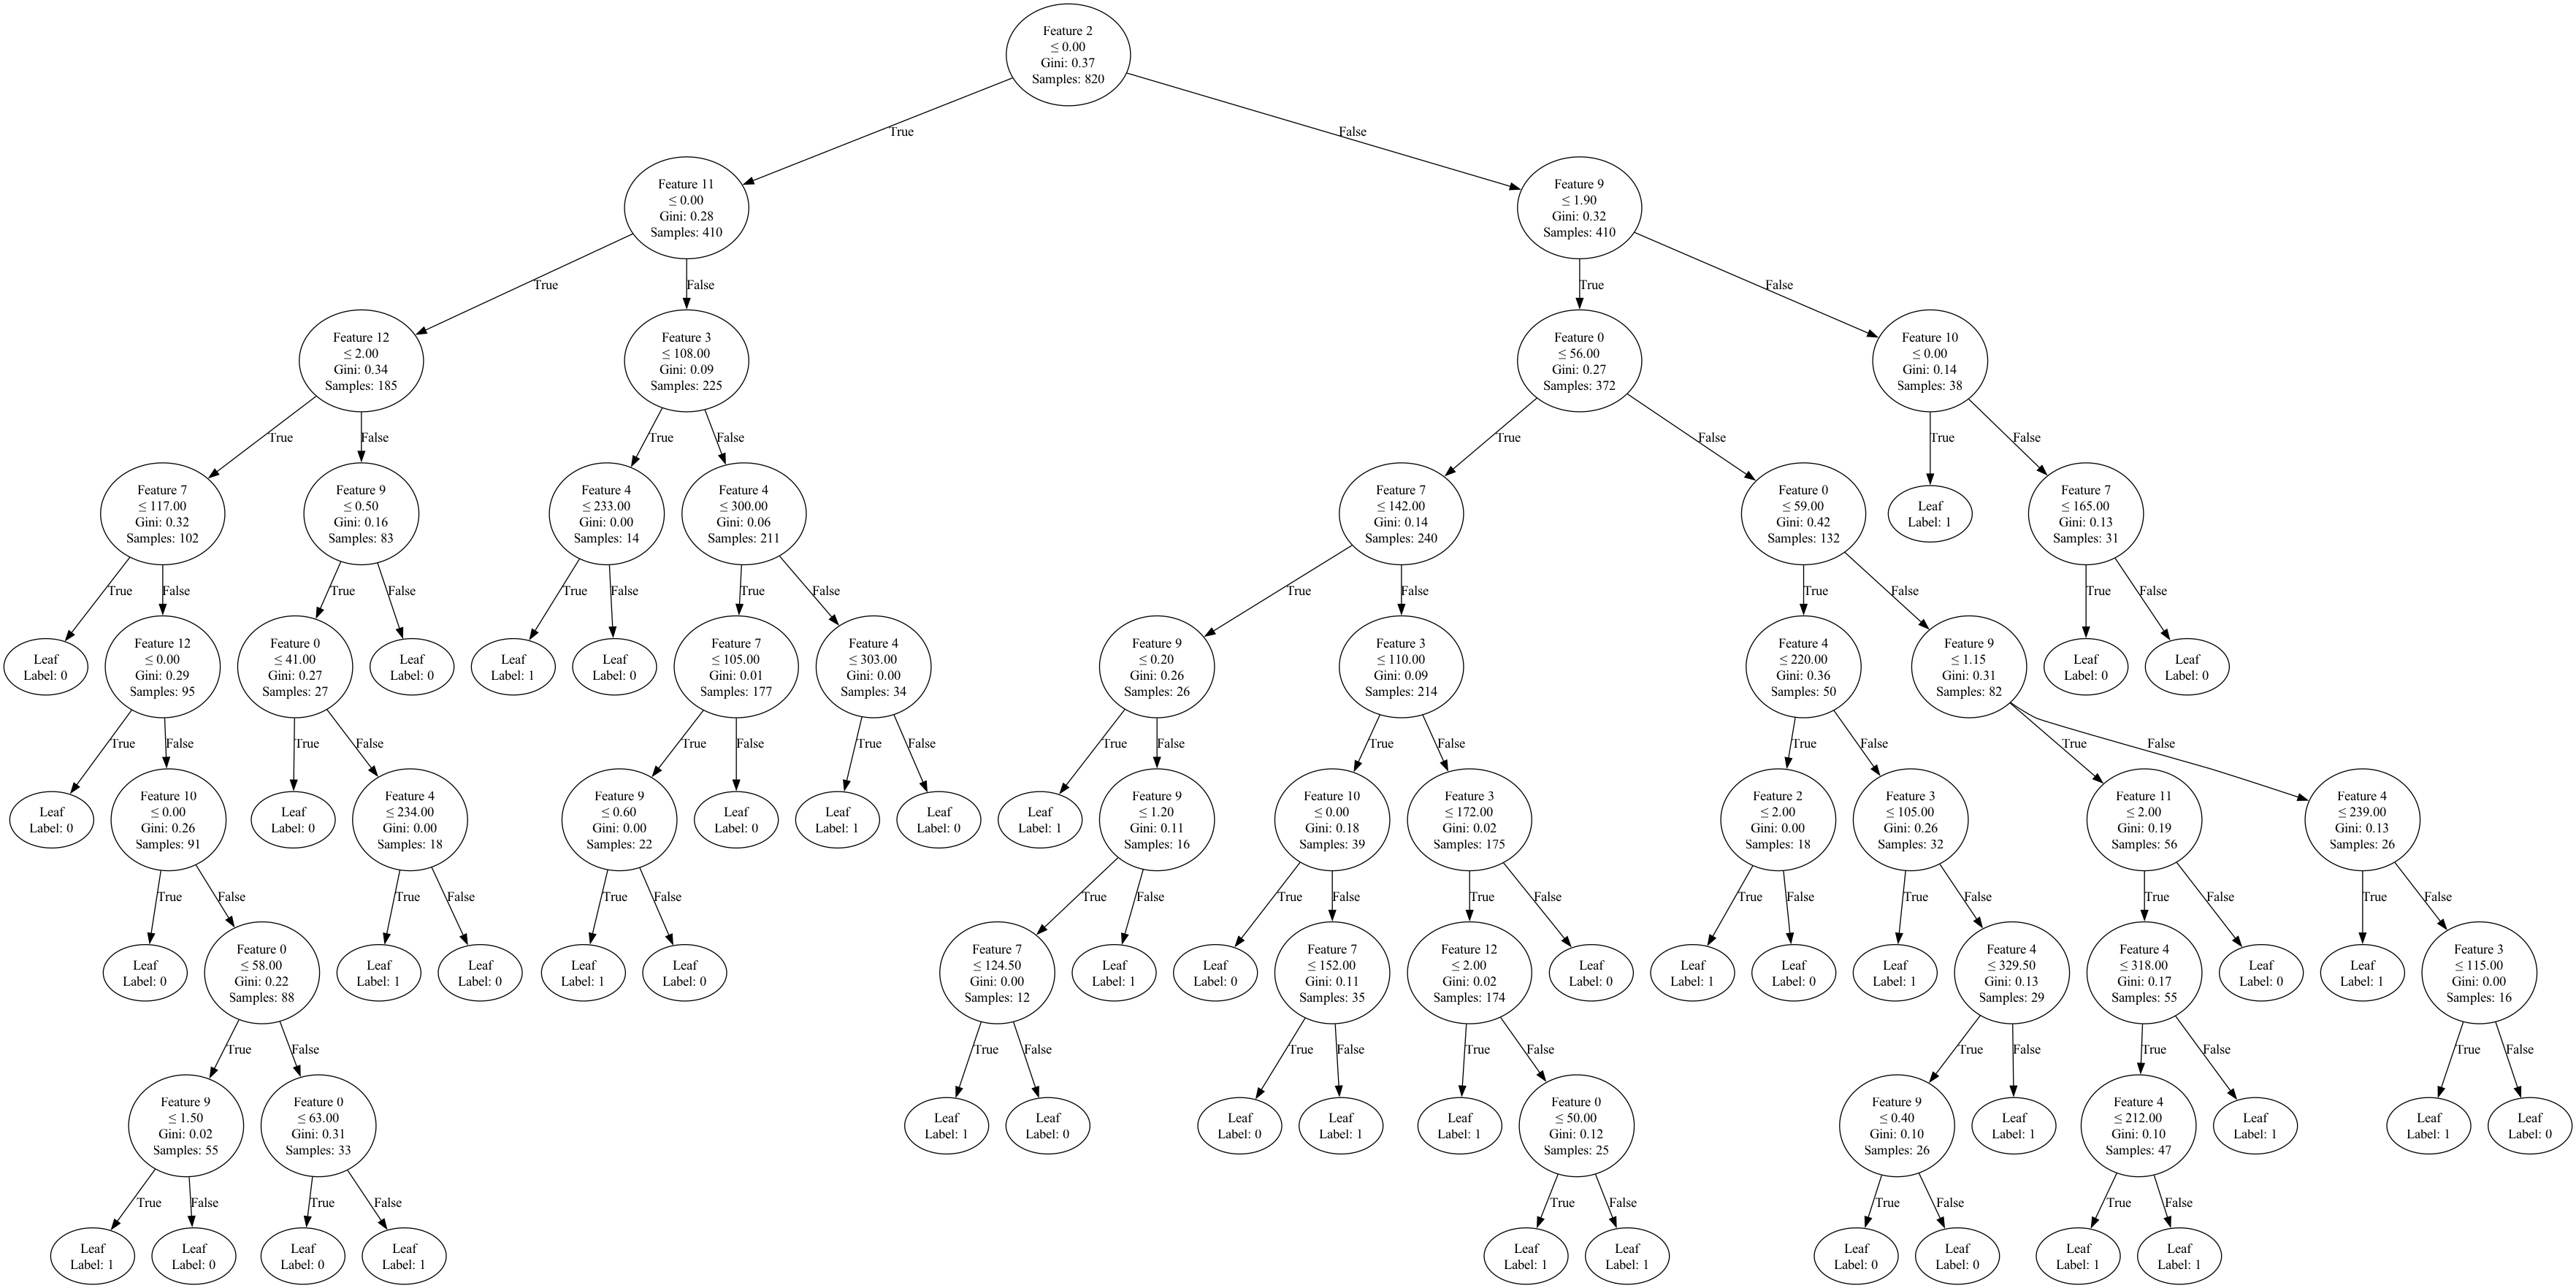 Feature 2
≤ 0.00
Gini: 0.37
Samples: 820
True
False
Feature 11
≤ 0.00
Gini: 0.28
Samples: 410
Feature 9
≤ 1.90
Gini: 0.32
Samples: 410
True
False
True
False
Feature 12
≤ 2.00
Gini: 0.34
Samples: 185
Feature 3
≤ 108.00
Gini: 0.09
Samples: 225
Feature 0
≤ 56.00
Gini: 0.27
Samples: 372
Feature 10
≤ 0.00
Gini: 0.14
Samples: 38
True
False
True
False
True
False
True
False
Feature 7
≤ 117.00
Gini: 0.32
Samples: 102
Feature 9
≤ 0.50
Gini: 0.16
Samples: 83
Feature 4
≤ 233.00
Gini: 0.00
Samples: 14
Feature 4
≤ 300.00
Gini: 0.06
Samples: 211
Feature 7
≤ 142.00
Gini: 0.14
Samples: 240
Feature 0
≤ 59.00
Gini: 0.42
Samples: 132
Leaf
Label: 1
Feature 7
≤ 165.00
Gini: 0.13
Samples: 31
True
False
True
False
True
False
True
False
True
False
True
False
True
False
Leaf
Label: 0
Feature 12
≤ 0.00
Gini: 0.29
Samples: 95
Feature 0
≤ 41.00
Gini: 0.27
Samples: 27
Leaf
Label: 0
Leaf
Label: 1
Leaf
Label: 0
Feature 7
≤ 105.00
Gini: 0.01
Samples: 177
Feature 4
≤ 303.00
Gini: 0.00
Samples: 34
Feature 9
≤ 0.20
Gini: 0.26
Samples: 26
Feature 3
≤ 110.00
Gini: 0.09
Samples: 214
Feature 4
≤ 220.00
Gini: 0.36
Samples: 50
Feature 9
≤ 1.15
Gini: 0.31
Samples: 82
Leaf
Label: 0
Leaf
Label: 0
True
False
True
False
True
False
True
False
True
False
True
False
True
False
True
False
Leaf
Label: 0
Feature 10
≤ 0.00
Gini: 0.26
Samples: 91
Leaf
Label: 0
Feature 4
≤ 234.00
Gini: 0.00
Samples: 18
Feature 9
≤ 0.60
Gini: 0.00
Samples: 22
Leaf
Label: 0
Leaf
Label: 1
Leaf
Label: 0
Leaf
Label: 1
Feature 9
≤ 1.20
Gini: 0.11
Samples: 16
Feature 10
≤ 0.00
Gini: 0.18
Samples: 39
Feature 3
≤ 172.00
Gini: 0.02
Samples: 175
Feature 2
≤ 2.00
Gini: 0.00
Samples: 18
Feature 3
≤ 105.00
Gini: 0.26
Samples: 32
Feature 11
≤ 2.00
Gini: 0.19
Samples: 56
Feature 4
≤ 239.00
Gini: 0.13
Samples: 26
True
False
True
False
True
False
True
False
True
False
True
False
True
False
True
False
True
False
True
False
Leaf
Label: 0
Feature 0
≤ 58.00
Gini: 0.22
Samples: 88
Leaf
Label: 1
Leaf
Label: 0
Leaf
Label: 1
Leaf
Label: 0
Feature 7
≤ 124.50
Gini: 0.00
Samples: 12
Leaf
Label: 1
Leaf
Label: 0
Feature 7
≤ 152.00
Gini: 0.11
Samples: 35
Feature 12
≤ 2.00
Gini: 0.02
Samples: 174
Leaf
Label: 0
Leaf
Label: 1
Leaf
Label: 0
Leaf
Label: 1
Feature 4
≤ 329.50
Gini: 0.13
Samples: 29
Feature 4
≤ 318.00
Gini: 0.17
Samples: 55
Leaf
Label: 0
Leaf
Label: 1
Feature 3
≤ 115.00
Gini: 0.00
Samples: 16
True
False
True
False
True
False
True
False
True
False
True
False
True
False
Feature 9
≤ 1.50
Gini: 0.02
Samples: 55
Feature 0
≤ 63.00
Gini: 0.31
Samples: 33
Leaf
Label: 1
Leaf
Label: 0
Leaf
Label: 0
Leaf
Label: 1
Leaf
Label: 1
Feature 0
≤ 50.00
Gini: 0.12
Samples: 25
Feature 9
≤ 0.40
Gini: 0.10
Samples: 26
Leaf
Label: 1
Feature 4
≤ 212.00
Gini: 0.10
Samples: 47
Leaf
Label: 1
Leaf
Label: 1
Leaf
Label: 0
True
False
True
False
True
False
True
False
True
False
Leaf
Label: 1
Leaf
Label: 0
Leaf
Label: 0
Leaf
Label: 1
Leaf
Label: 1
Leaf
Label: 1
Leaf
Label: 0
Leaf
Label: 0
Leaf
Label: 1
Leaf
Label: 1